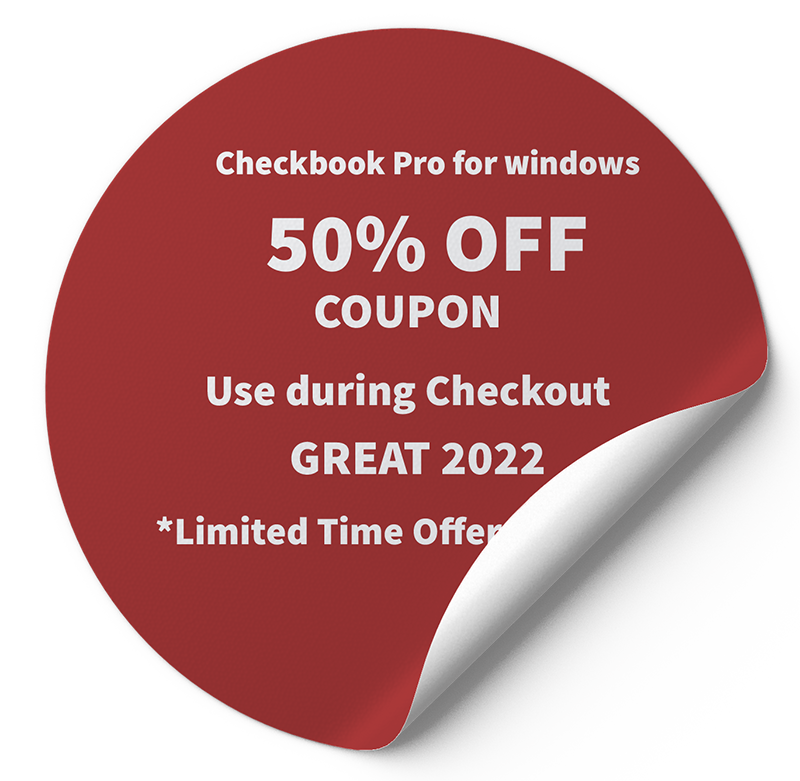 Checkbook Pro for windows
50% OFF
COUPON
Use during Checkout
GREAT 2022
*Limited Time Offer